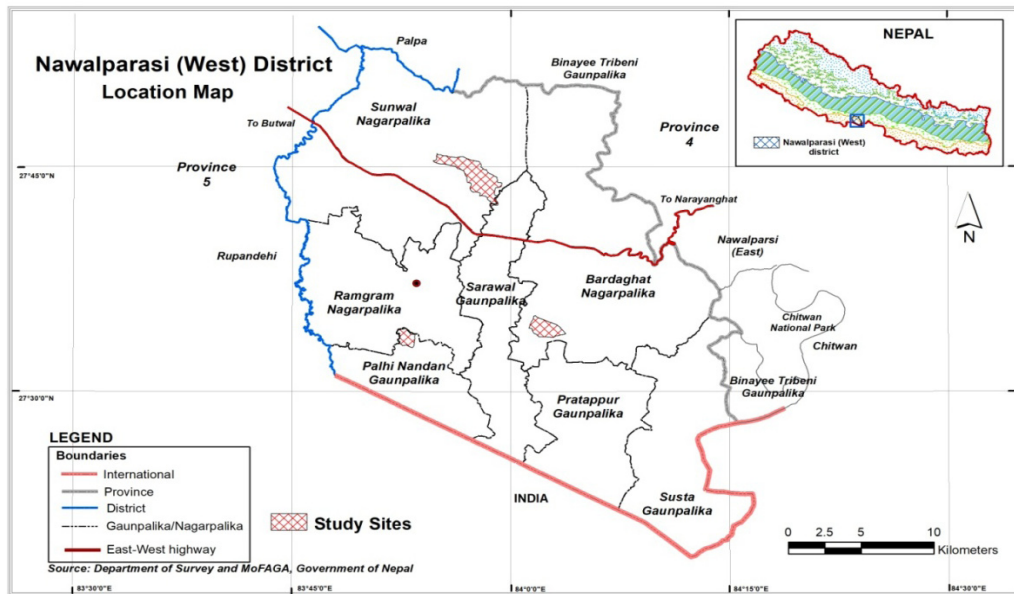 Nawalparasi (West) District
Location Map
Palpa
Binayee Tribeni
Gaunpalika
NEPAL
Nawalparasi (West)
district
Sunwal
Nagarpalika
To Butwal
Province
4
Province
5
27°45'0"N
To Narayanghat
N
Nawalparsi
(East)
Rupandehi
Bardaghat
Nagarpalika
Sarawal
Gaunpalika
Ramgram
Nagarpalika
Chitwan
National Park
Chitwan
Palhi Nandan
Gaunpalika
Binayee Tribeni
Gaunpalika
27°30'0"N
Pratappur
Gaunpalika
LEGEND
Boundaries
International
Province
District
Gaunpalika/Nagarpalika
East-West highway
Study Sites
INDIA
Susta
Gaunpalika
0 2.5 5 10
Kilometers
Source: Department of Survey and MoFAGA, Government of Nepal
83°30'0"E 83°45'0"E 84°0'0"E 84°15'0"E 84°30'0"E